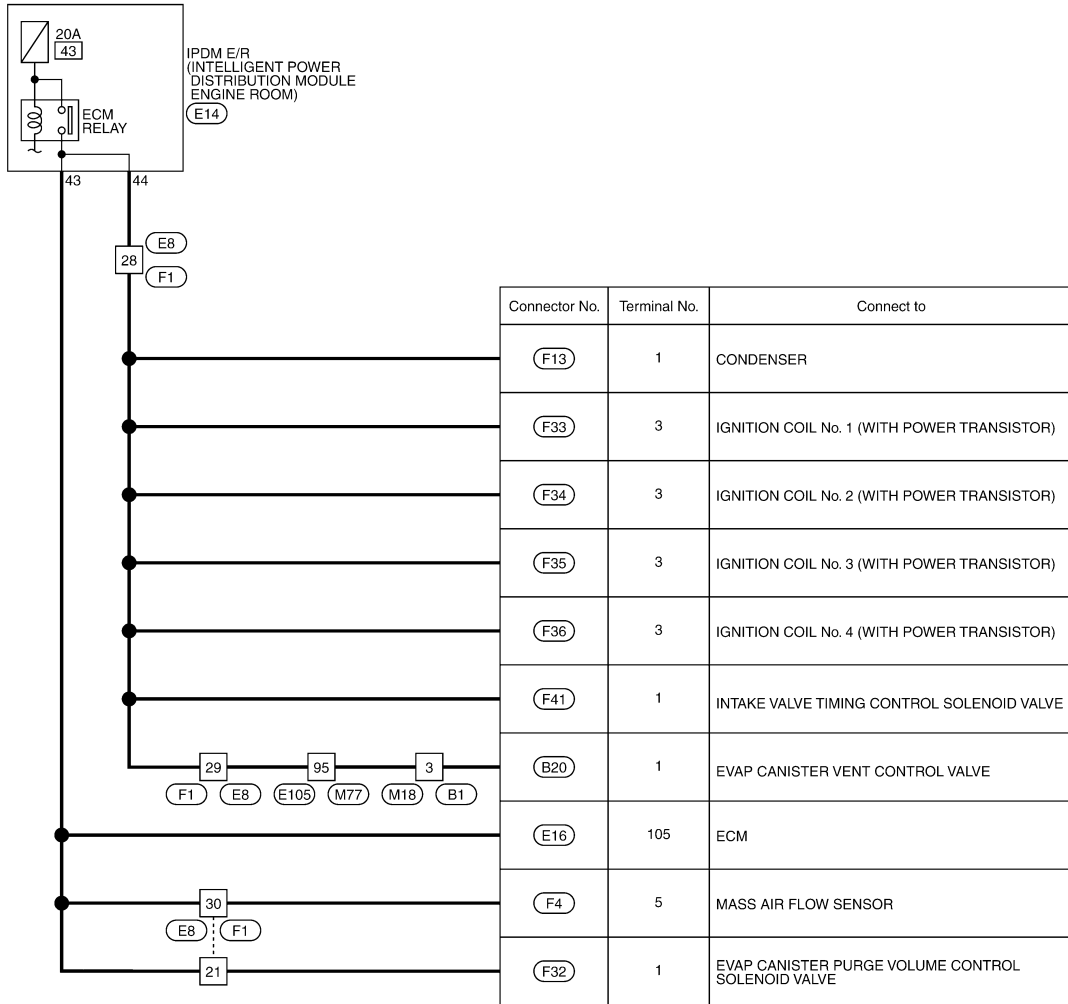 20A
43
IPDM E/R
(INTELLIGENT POWER
DISTRIBUTION MODULE
ENGINE ROOM)
E14
ECM
RELAY
43
44
28
E8
F1
Connector No.
Terminal No.
Connect to
F13
1
CONDENSER
F33
3
IGNITION COIL No. 1 (WITH POWER TRANSISTOR)
F34
3
IGNITION COIL No. 2 (WITH POWER TRANSISTOR)
F35
3
IGNITION COIL No. 3 (WITH POWER TRANSISTOR)
F36
3
IGNITION COIL No. 4 (WITH POWER TRANSISTOR)
F41
1
INTAKE VALVE TIMING CONTROL SOLENOID VALVE
29
95
3
F1
E8
E105
M77
M18
B1
B20
1
EVAP CANISTER VENT CONTROL VALVE
E16
105
ECM
30
E8
F1
F4
5
MASS AIR FLOW SENSOR
21
F32
1
EVAP CANISTER PURGE VOLUME CONTROL
SOLENOID VALVE